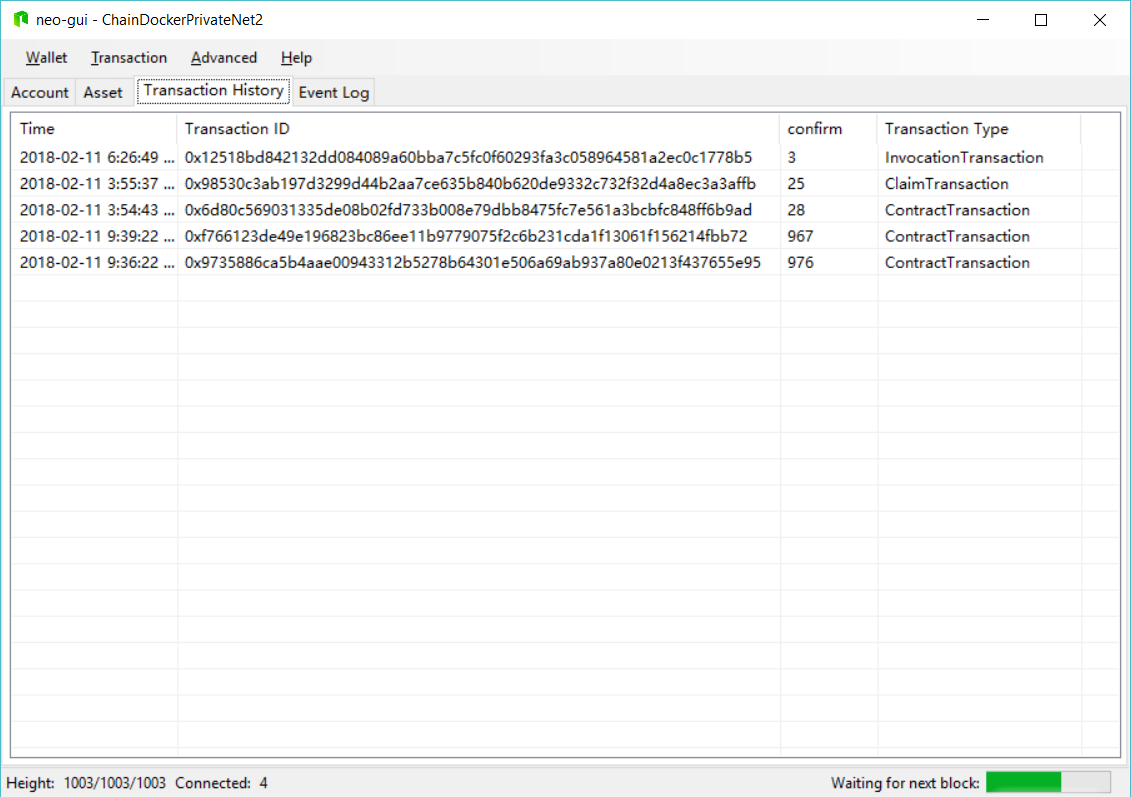 neo-gui - ChainDockerPrivateNet2
Wallet Transaction Advanced Help
Account Asset Transaction History Event Log
Time Transaction ID confirm Transaction Type
2018-02-11 6:26:49 ... 0x12518bd842132dd084089a60bba7c5fc0f60293fa3c058964581a2ec0c1778b5 3 InvocationTransaction
2018-02-11 3:55:37 ... 0x98530c3ab197d3299d44b2aa7ce635b840b620de9332c732f32d4a8ec3a3affb 25 ClaimTransaction
2018-02-11 3:54:43 ... 0x6d80c569031335de08b02fd733b008e79dbb8475fc7e561a3bcbfc848ff6b9ad 28 ContractTransaction
2018-02-11 9:39:22 ... 0xf766123de49e196823bc86ee11b9779075f2c6b231cda1f13061f156214fbb72 967 ContractTransaction
2018-02-11 9:36:22 ... 0x9735886ca5b4aae00943312b5278b64301e506a69ab937a80e0213f437655e95 976 ContractTransaction
Height: 1003/1003/1003 Connected: 4 Waiting for next block: